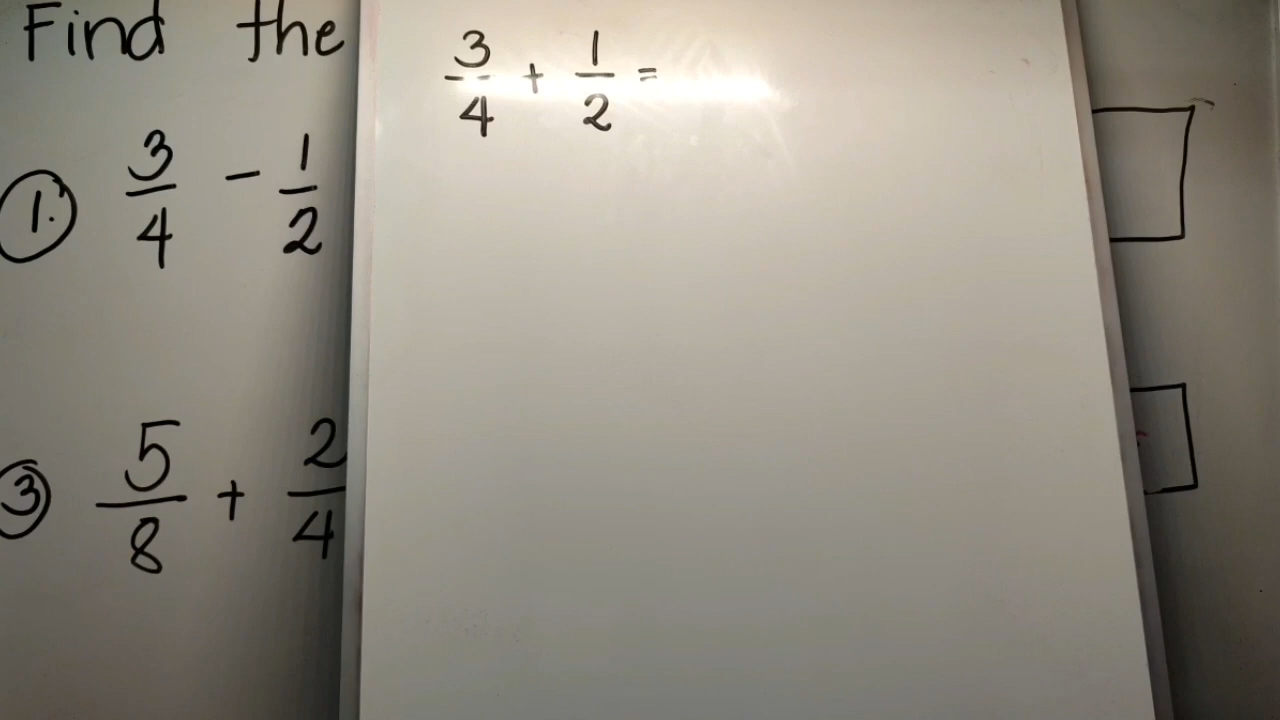 Find the
1. 3/4 - 1/2
3 5/8 + 2/4
3/4 + 1/2 =